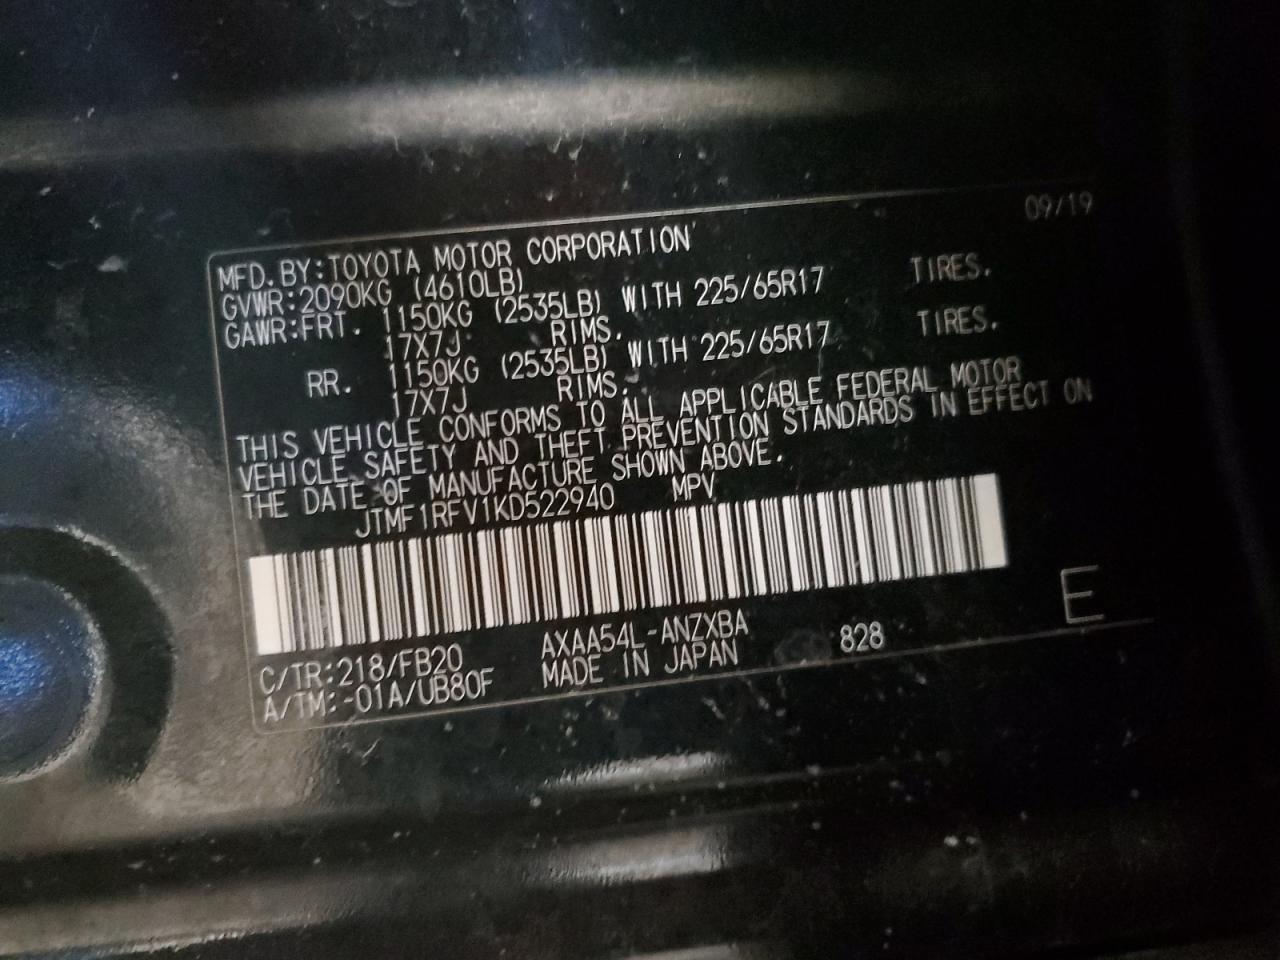 09/19
MFD.BY:TOYOTA MOTOR CORPORATION
GVWR:2090KG (4610LB)
GAWR:FRT. 1150KG (2535LB) WITH 225/65R17 TIRES.
17X7J RIMS.
RR. 1150KG (2535LB) WITH 225/65R17 TIRES.
17X7J RIMS.
THIS VEHICLE CONFORMS TO ALL APPLICABLE FEDERAL MOTOR
VEHICLE SAFETY AND THEFT PREVENTION STANDARDS IN EFFECT ON
THE DATE OF MANUFACTURE SHOWN ABOVE.
JTMF1RFV1KD522940 MPV
C/TR:218/FB20 AXAA54L-ANZXBA 828 E
A/TM:-01A/UB80F MADE IN JAPAN